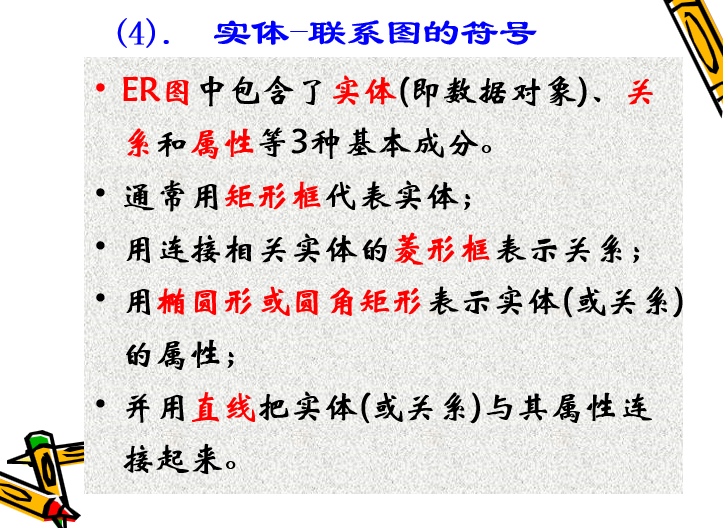 (4). 实体-联系图的符号
• ER图中包含了实体(即数据对象)、关
系和属性等3种基本成分。
• 通常用矩形框代表实体；
• 用连接相关实体的菱形框表示关系；
• 用椭圆形或圆角矩形表示实体(或关系)
的属性；
• 并用直线把实体(或关系)与其属性连
接起来。